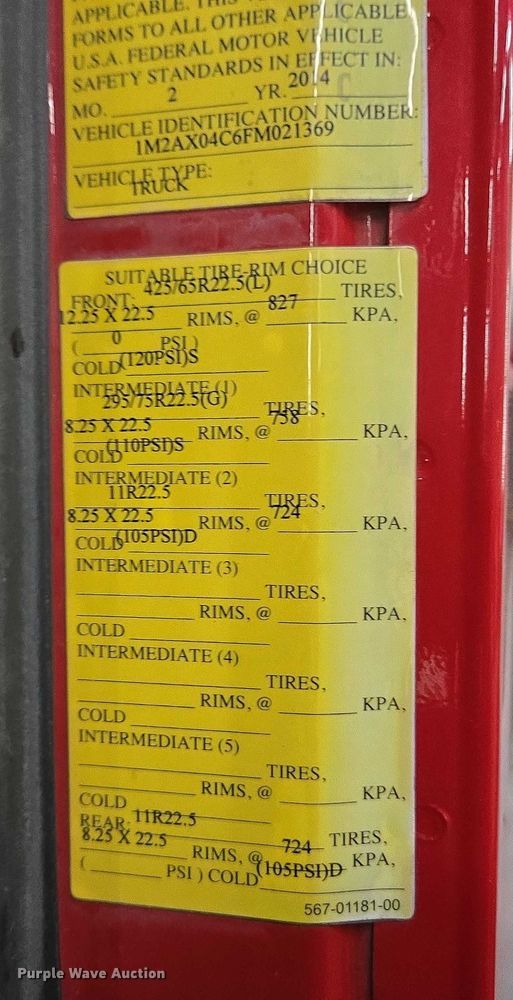 APPLICABLE.
FORMS TO ALL OTHER APPLICABLE
U.S.A. FEDERAL MOTOR VEHICLE
SAFETY STANDARDS IN EFFECT IN:
MO. 2 YR. 2014
VEHICLE IDENTIFICATION NUMBER:
1M2AX04C6FM021369
VEHICLE TYPE:
TRUCK
SUITABLE TIRE-RIM CHOICE
FRONT: 425/65R22.5(L) TIRES,
12.25 X 22.5 RIMS, @ 827 KPA,
( 0 PSI )
COLD (120PSI)S
INTERMEDIATE (1)
295/75R22.5(G) TIRES,
8.25 X 22.5 RIMS, @ 758 KPA,
COLD (110PSI)S
INTERMEDIATE (2)
11R22.5 TIRES,
8.25 X 22.5 RIMS, @ 724 KPA,
COLD (105PSI)D
INTERMEDIATE (3)
TIRES,
RIMS, @ KPA,
COLD
INTERMEDIATE (4)
TIRES,
RIMS, @ KPA,
COLD
INTERMEDIATE (5)
TIRES,
RIMS, @ KPA,
COLD
REAR: 11R22.5 TIRES,
8.25 X 22.5 RIMS, @ 724 KPA,
( PSI ) COLD (105PSI)D
567-01181-00
Purple Wave Auction